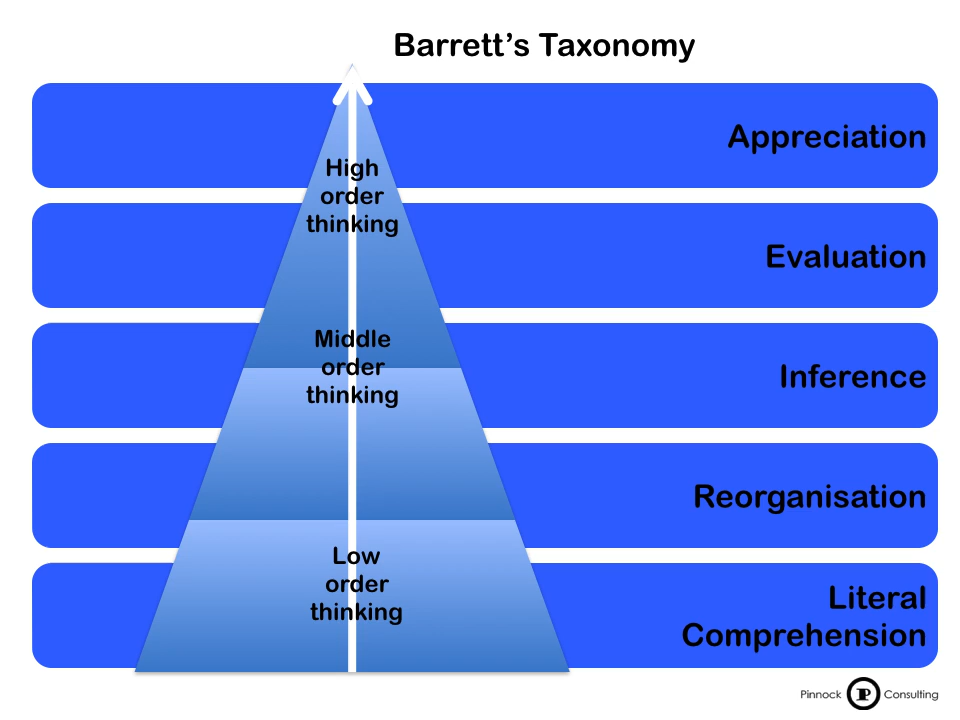 Barrett's Taxonomy
Appreciation
High
order
thinking
Evaluation
Middle
order
thinking
Inference
Reorganisation
Low
order
thinking
Literal
Comprehension
Pinnock P Consulting